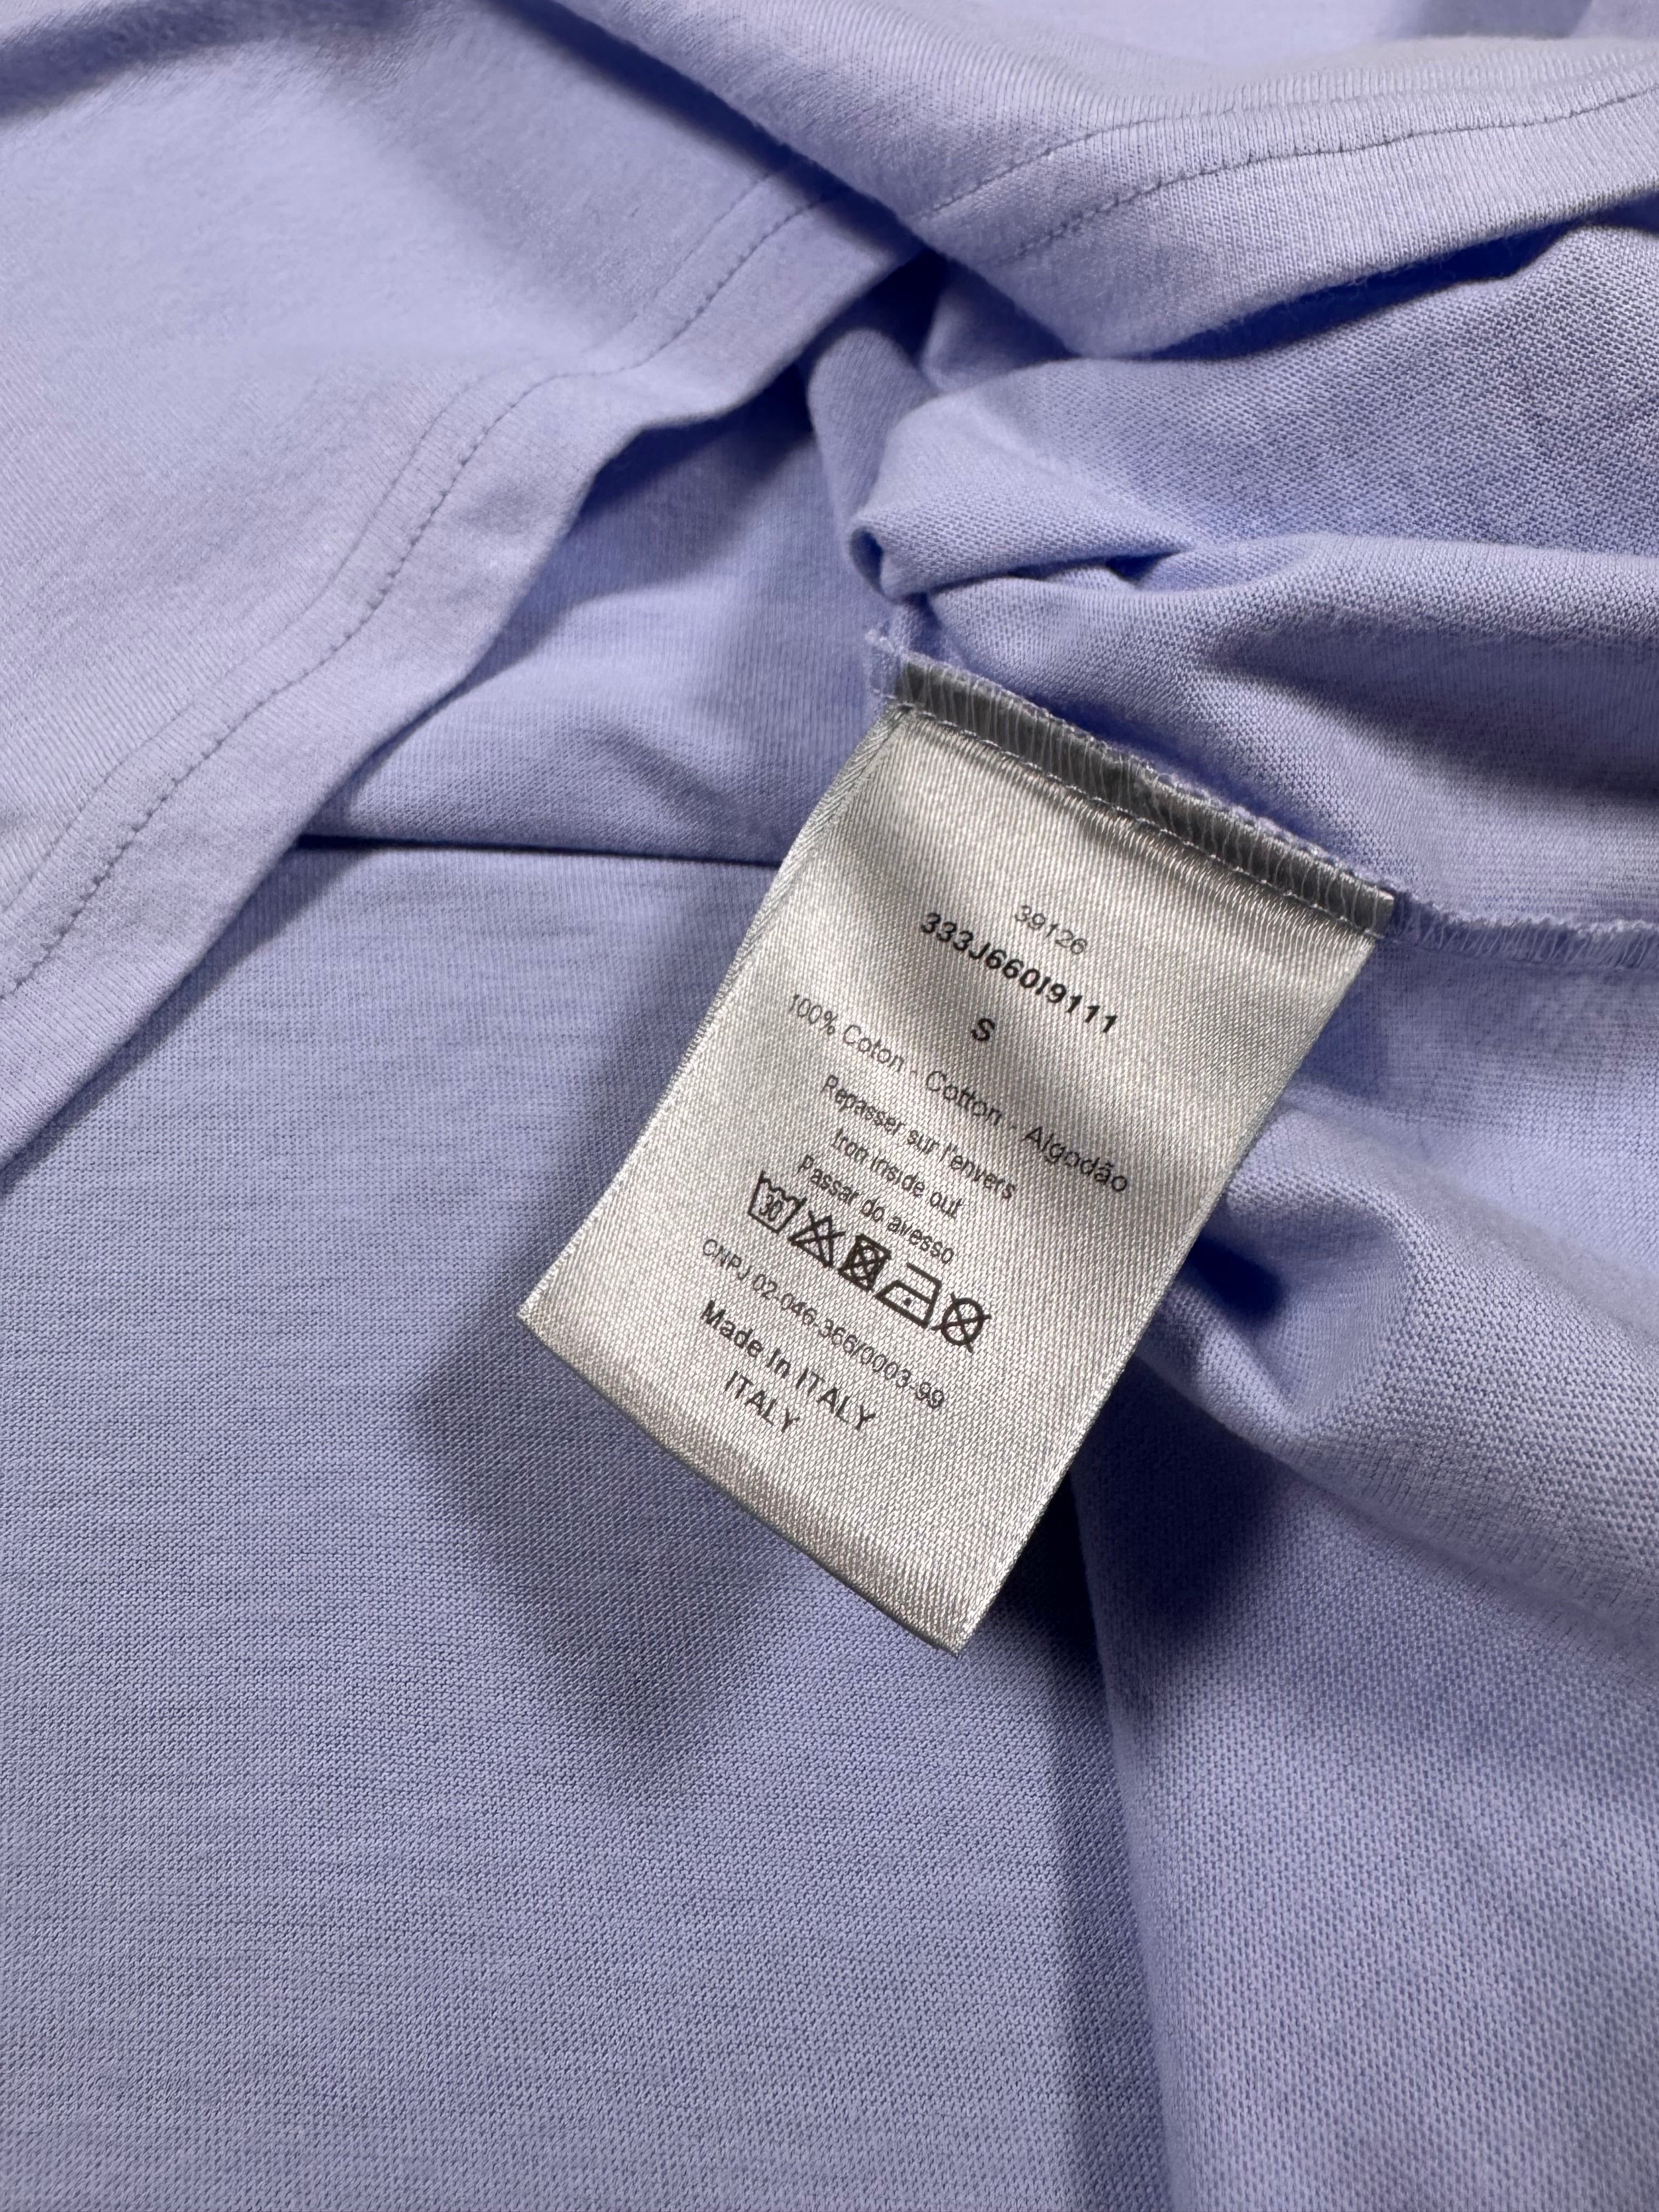 39126
333J660I9111
S
100% Coton - Cotton - Algodão
Repasser sur l'envers
Iron inside out
Passar do avesso
30
CNPJ 02-046-366/0003-99
Made In ITALY
ITALY